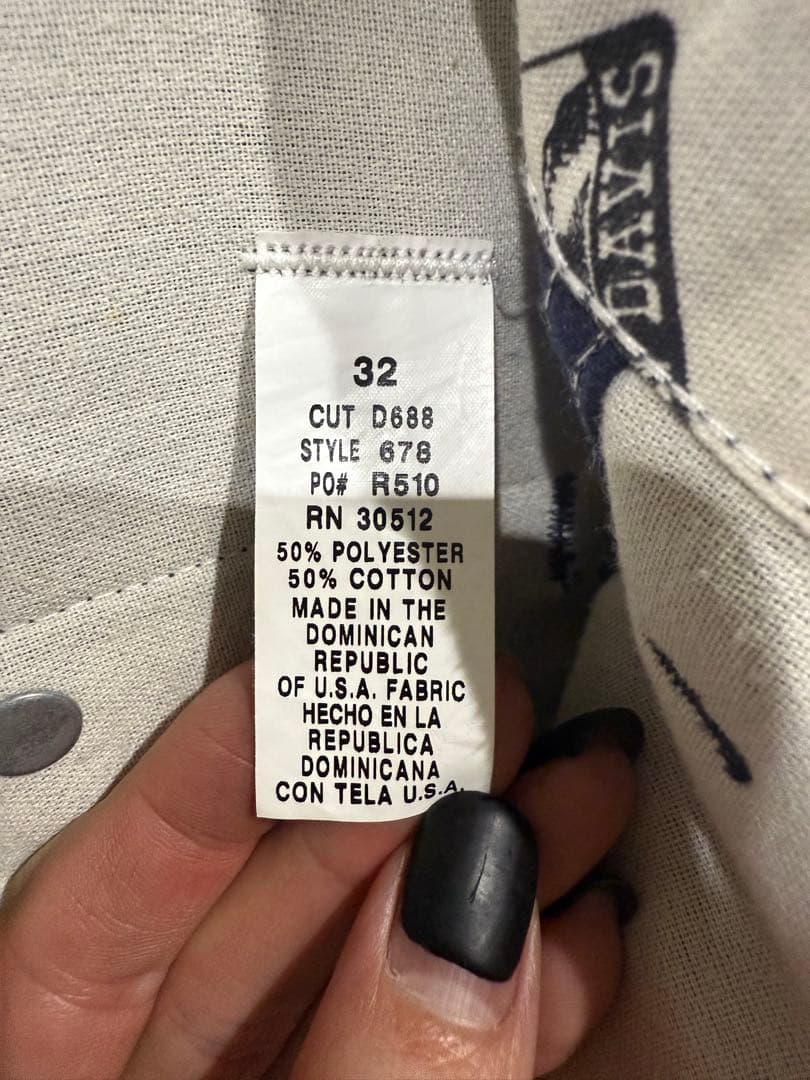 DAVIS
32
CUT D688
STYLE 678
PO# R510
RN 30512
50% POLYESTER
50% COTTON
MADE IN THE
DOMINICAN
REPUBLIC
OF U.S.A. FABRIC
HECHO EN LA
REPUBLICA
DOMINICANA
CON TELA U.S.A.